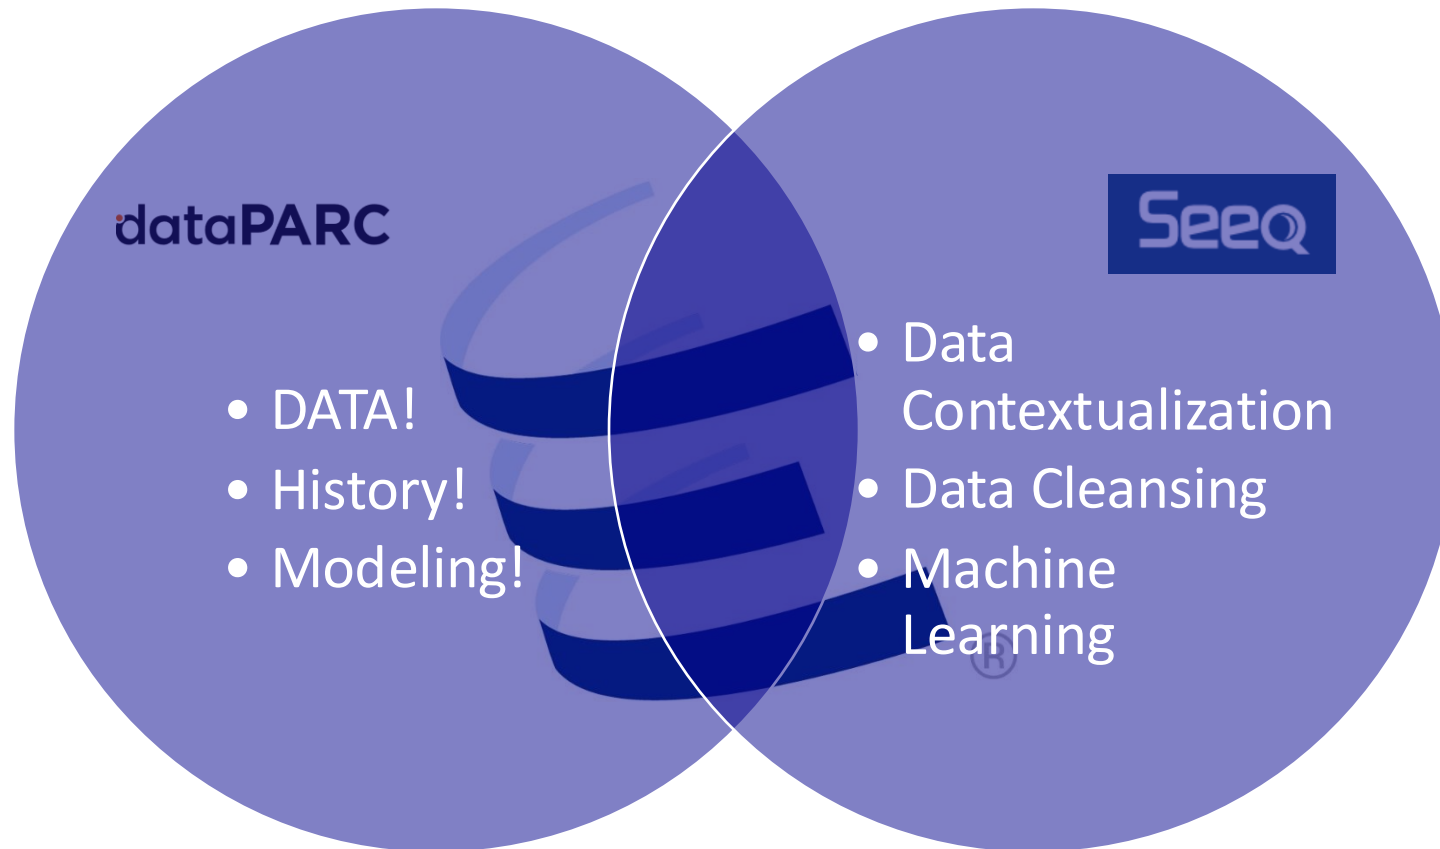 dataPARC
• DATA!
• History!
• Modeling!
Seeq
• Data
Contextualization
• Data Cleansing
• Machine
Learning
®